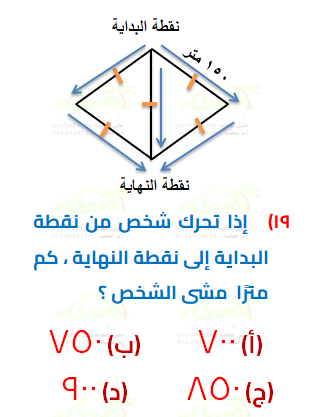 نقطة البداية
١٥٠ متر
نقطة النهاية
١٩) إذا تحرك شخص من نقطة
البداية إلى نقطة النهاية ، كم
مترًا مشى الشخص ؟
(أ) ٧٠٠ (ب) ٧٥٠
(ج) ٨٥٠ (د) ٩٠٠